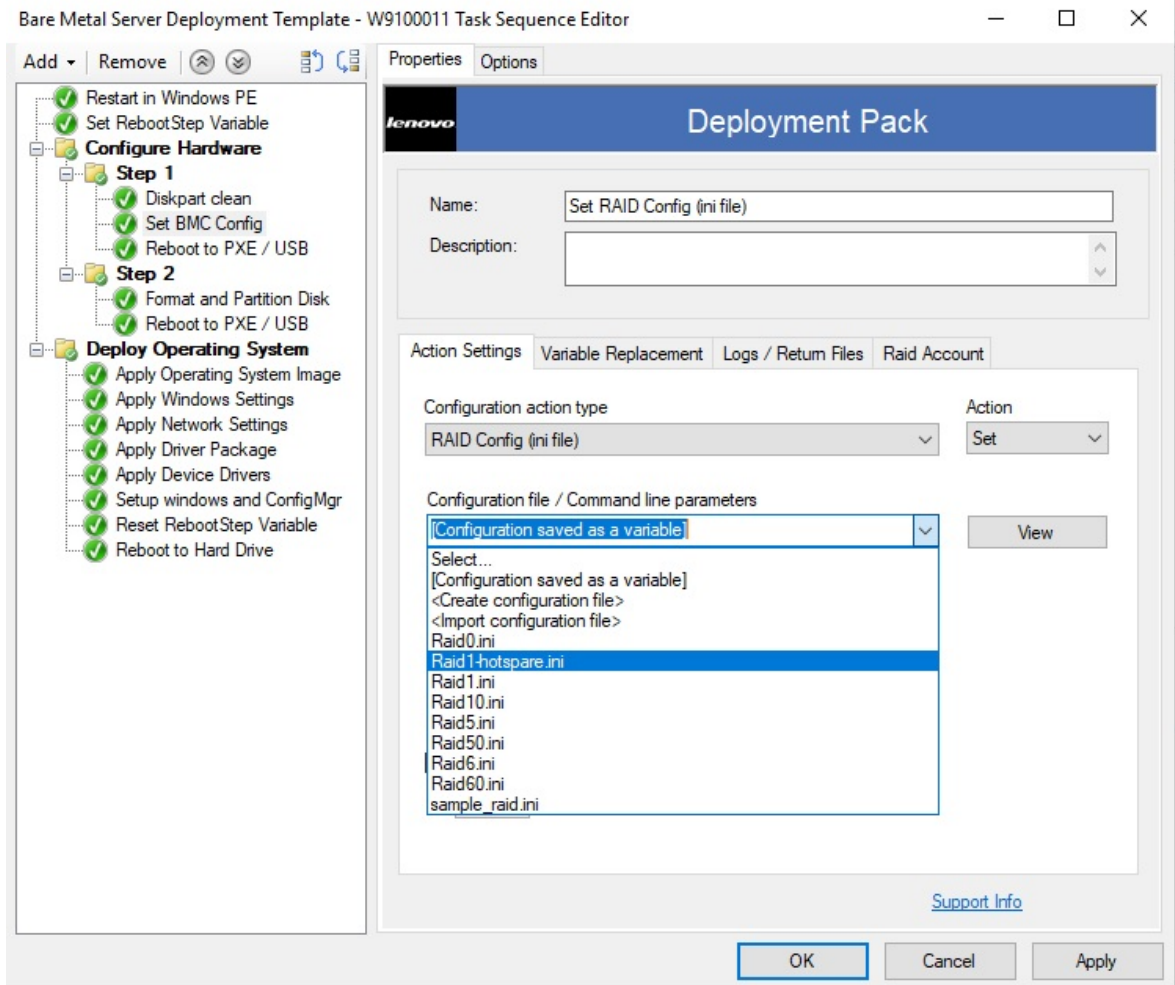 Bare Metal Server Deployment Template - W9100011 Task Sequence Editor
Add
Remove
Restart in Windows PE
Set RebootStep Variable
Configure Hardware
Step 1
Diskpart clean
Set BMC Config
Reboot to PXE / USB
Step 2
Format and Partition Disk
Reboot to PXE / USB
Deploy Operating System
Apply Operating System Image
Apply Windows Settings
Apply Network Settings
Apply Driver Package
Apply Device Drivers
Setup windows and ConfigMgr
Reset RebootStep Variable
Reboot to Hard Drive
Properties Options
lenovo
Deployment Pack
Name: Set RAID Config (ini file)
Description:
Action Settings Variable Replacement Logs / Return Files Raid Account
Configuration action type Action
RAID Config (ini file) Set
Configuration file / Command line parameters
[Configuration saved as a variable] View
Select...
[Configuration saved as a variable]
<Create configuration file>
<Import configuration file>
Raid0.ini
Raid1-hotspare.ini
Raid1.ini
Raid10.ini
Raid5.ini
Raid50.ini
Raid6.ini
Raid60.ini
sample_raid.ini
Support Info
OK Cancel Apply